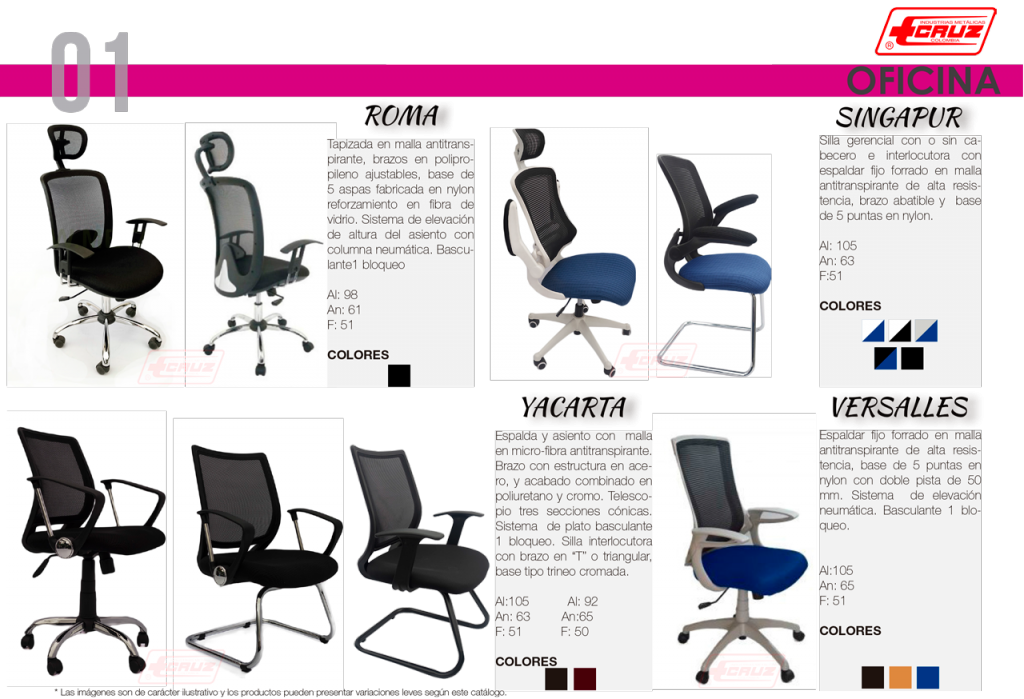 01
INDUSTRIAS METÁLICAS
CRUZ
COLOMBIA
®
OFICINA
ROMA
Tapizada en malla antitrans-
pirante, brazos en polipro-
pileno ajustables, base de
5 aspas fabricada en nylon
reforzamiento en fibra de
vidrio. Sistema de elevación
de altura del asiento con
columna neumática. Bascu-
lante1 bloqueo
Al: 98
An: 61
F: 51
COLORES
CRUZ
SINGAPUR
Silla gerencial con o sin ca-
becero e interlocutora con
espaldar fijo forrado en malla
antitranspirante de alta resis-
tencia, brazo abatible y base
de 5 puntas en nylon.
Al: 105
An: 63
F:51
COLORES
CRUZ
YACARTA
Espalda y asiento con malla
en micro-fibra antitranspirante.
Brazo con estructura en ace-
ro, y acabado combinado en
poliuretano y cromo. Telesco-
pio tres secciones cónicas.
Sistema de plato basculante
1 bloqueo. Silla interlocutora
con brazo en "T" o triangular,
base tipo trineo cromada.
Al:105 Al: 92
An: 63 An:65
F: 51 F: 50
COLORES
CRUZ
VERSALLES
Espaldar fijo forrado en malla
antitranspirante de alta resis-
tencia, base de 5 puntas en
nylon con doble pista de 50
mm. Sistema de elevación
neumática. Basculante 1 blo-
queo.
Al:105
An: 65
F: 51
COLORES
CRUZ
* Las imágenes son de carácter ilustrativo y los productos pueden presentar variaciones leves según este catálogo.